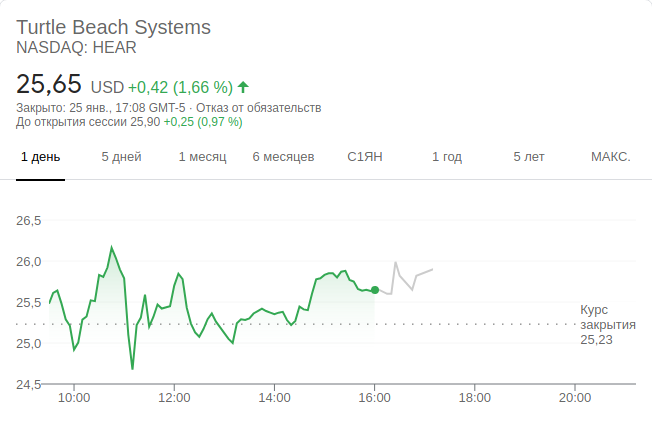 Turtle Beach Systems
NASDAQ: HEAR
25,65 USD +0,42 (1,66 %)
Закрыто: 25 янв., 17:08 GMT-5 · Отказ от обязательств
До открытия сессии 25,90 +0,25 (0,97 %)
1 день 5 дней 1 месяц 6 месяцев С1ЯН 1 год 5 лет МАКС.
26,5
26,0
25,5
25,0
24,5
Курс
закрытия
25,23
10:00 12:00 14:00 16:00 18:00 20:00